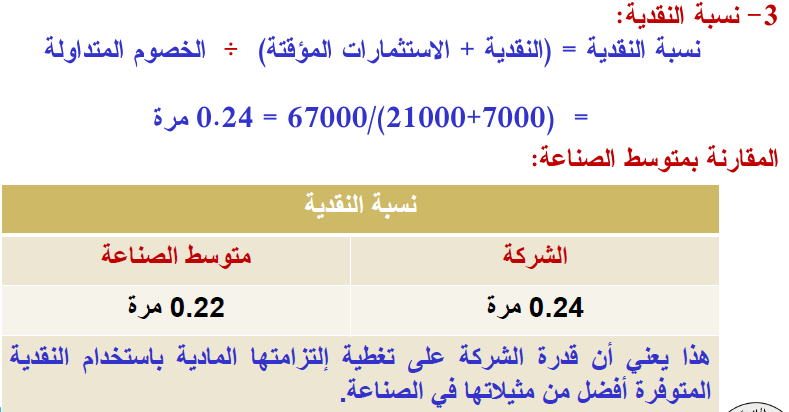 3- نسبة النقدية:
نسبة النقدية = (النقدية + الاستثمارات المؤقتة) ÷ الخصوم المتداولة
= (7000+21000)/67000 = 0.24 مرة
المقارنة بمتوسط الصناعة:
نسبة النقدية
الشركة متوسط الصناعة
0.24 مرة 0.22 مرة
هذا يعني أن قدرة الشركة على تغطية إلتزامتها المادية باستخدام النقدية
المتوفرة أفضل من مثيلاتها في الصناعة.